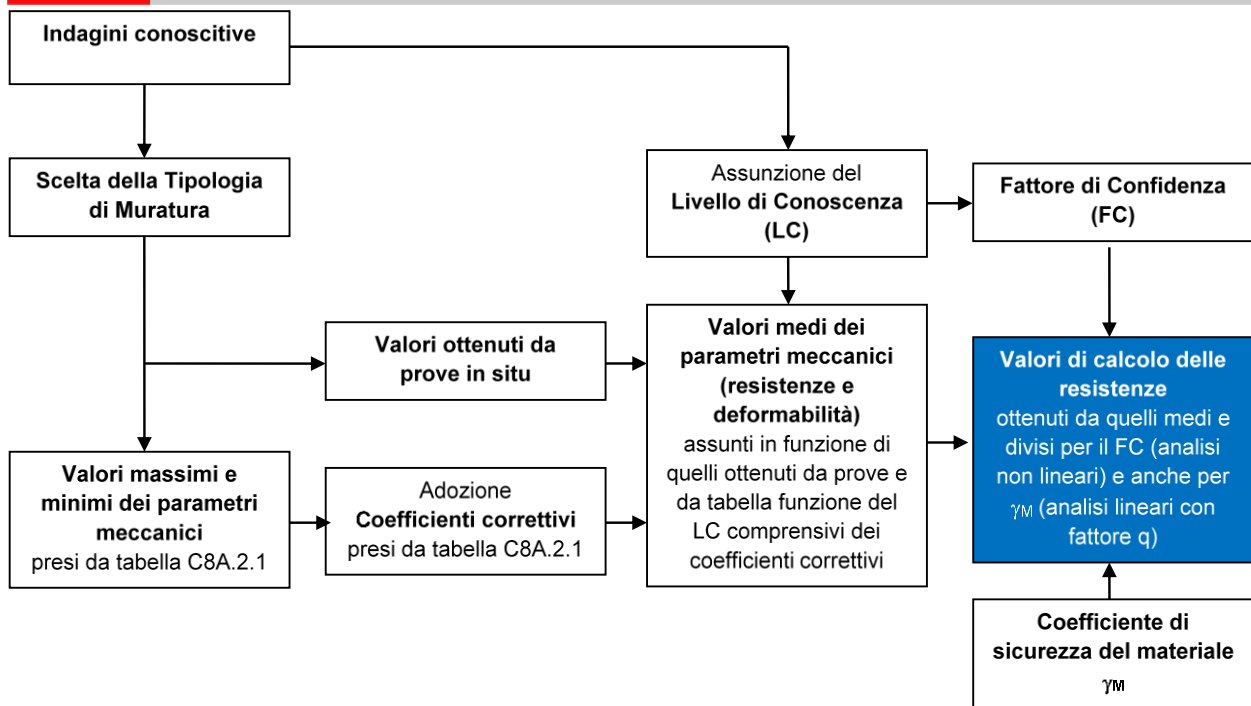 Indagini conoscitive
Scelta della Tipologia
di Muratura
Assunzione del
Livello di Conoscenza
(LC)
Fattore di Confidenza
(FC)
Valori ottenuti da
prove in situ
Valori medi dei
parametri meccanici
(resistenze e
deformabilità)
assunti in funzione di
quelli ottenuti da prove e
da tabella funzione del
LC comprensivi dei
coefficienti correttivi
Valori di calcolo delle
resistenze
ottenuti da quelli medi e
divisi per il FC (analisi
non lineari) e anche per
γM (analisi lineari con
fattore q)
Valori massimi e
minimi dei parametri
meccanici
presi da tabella C8A.2.1
Adozione
Coefficienti correttivi
presi da tabella C8A.2.1
Coefficiente di
sicurezza del materiale
γM